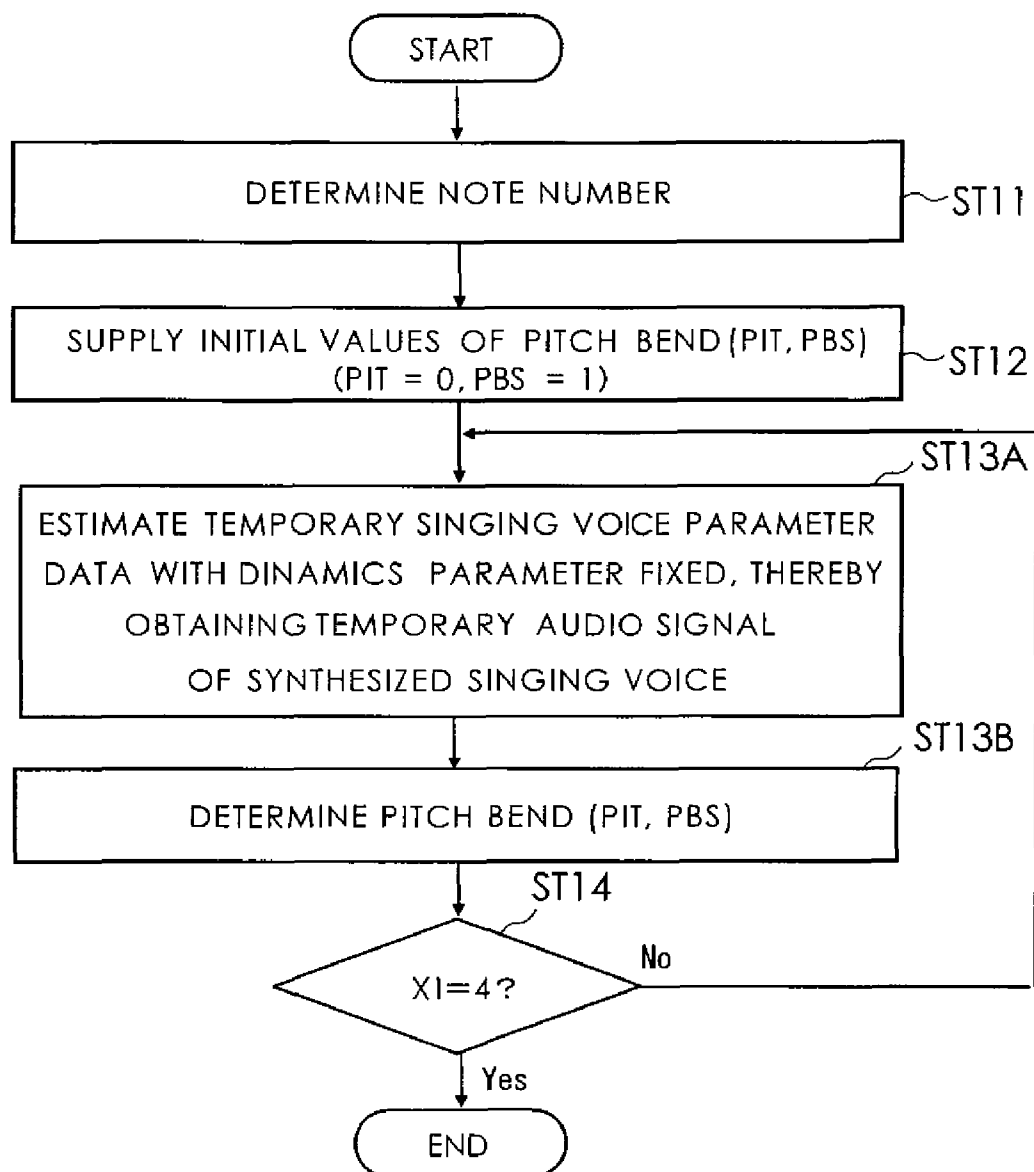 START
DETERMINE NOTE NUMBER
ST11
SUPPLY INITIAL VALUES OF PITCH BEND (PIT, PBS)
(PIT = 0, PBS = 1)
ST12
ST13A
ESTIMATE TEMPORARY SINGING VOICE PARAMETER
DATA WITH DINAMICS PARAMETER FIXED, THEREBY
OBTAINING TEMPORARY AUDIO SIGNAL
OF SYNTHESIZED SINGING VOICE
ST13B
DETERMINE PITCH BEND (PIT, PBS)
ST14
X1=4?
No
Yes
END